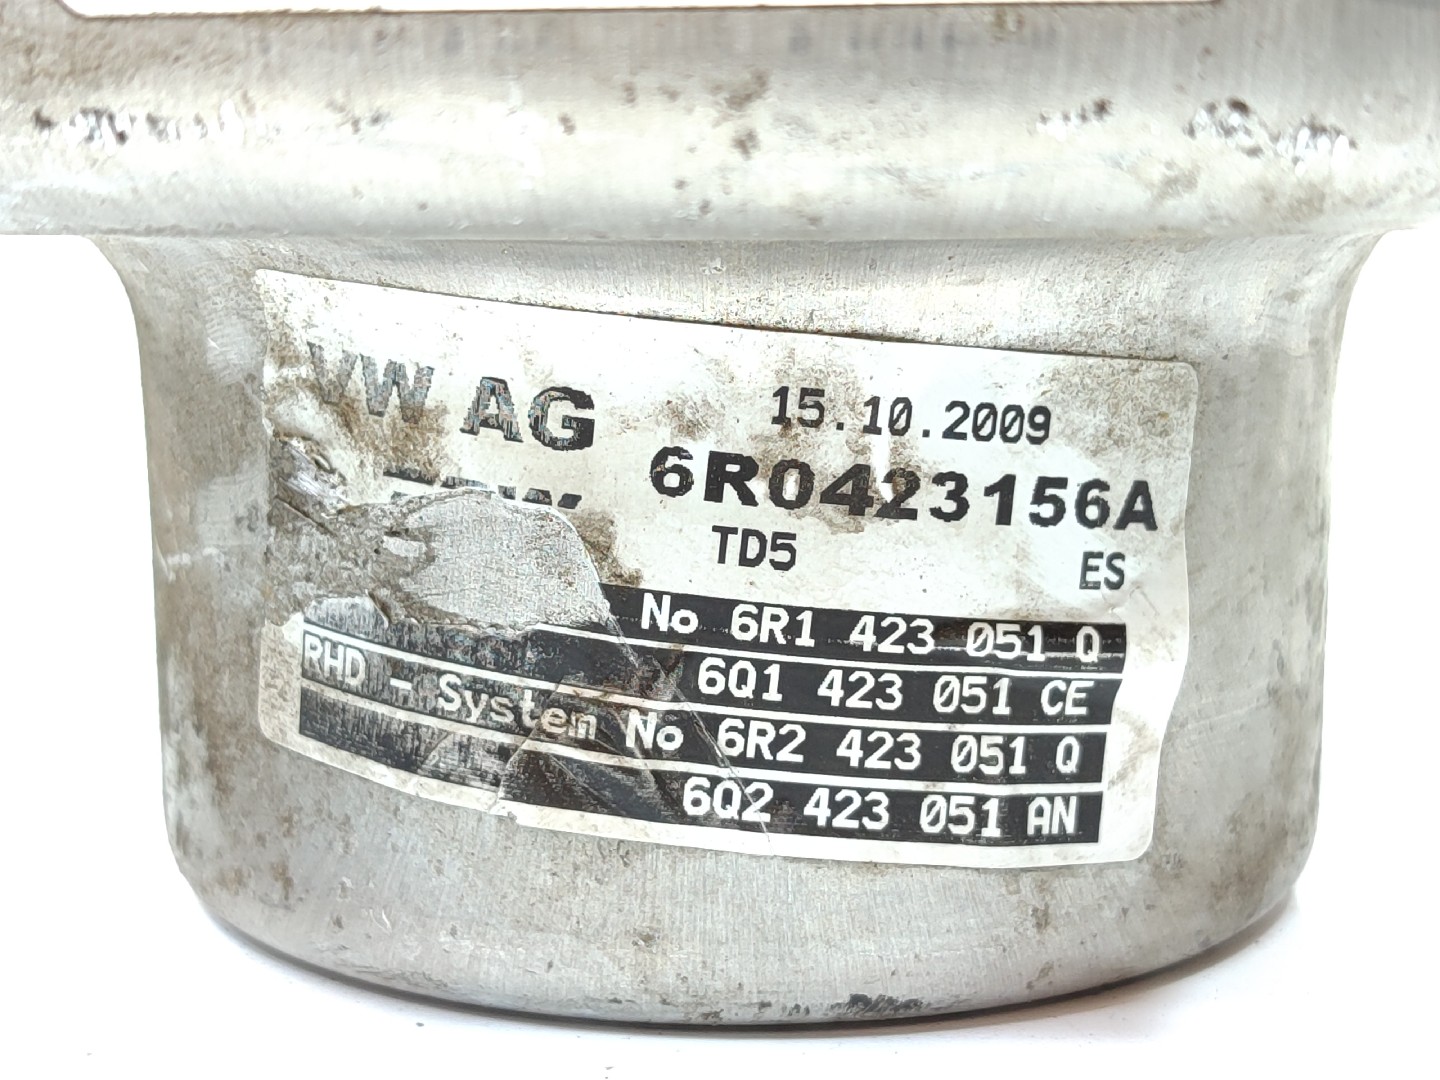 VW AG 15.10.2009
6R0423156A
TD5 ES
No 6R1 423 051 Q
6Q1 423 051 CE
RHD - System No 6R2 423 051 Q
6Q2 423 051 AN